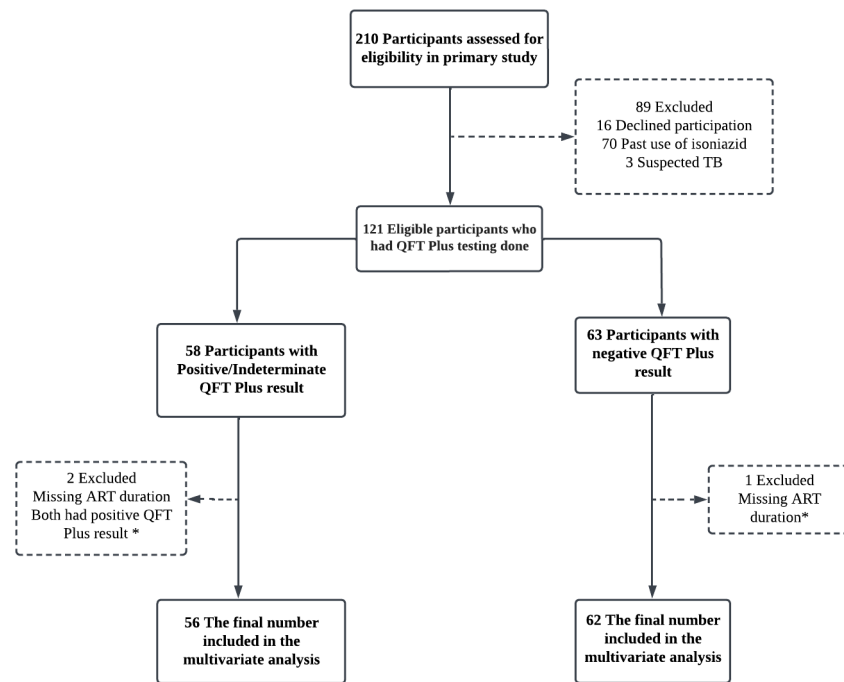 210 Participants assessed for
eligibility in primary study
89 Excluded
16 Declined participation
70 Past use of isoniazid
3 Suspected TB
121 Eligible participants who
had QFT Plus testing done
58 Participants with
Positive/Indeterminate
QFT Plus result
63 Participants with
negative QFT Plus
result
2 Excluded
Missing ART duration
Both had positive QFT
Plus result *
1 Excluded
Missing ART
duration*
56 The final number
included in the
multivariate analysis
62 The final number
included in the
multivariate analysis